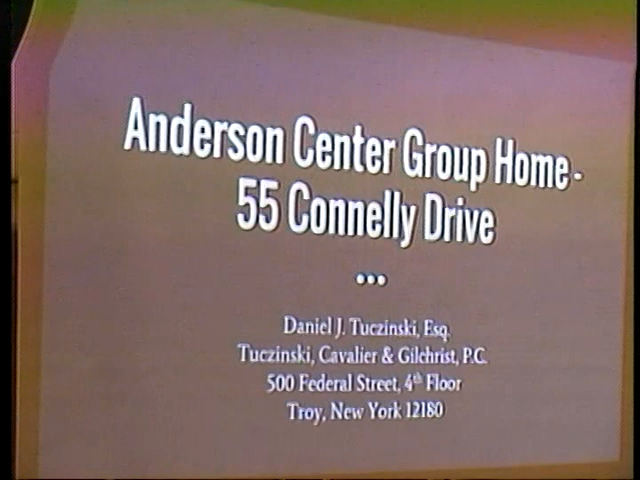 Anderson Center Group Home -
55 Connelly Drive
Daniel J. Tuczinski, Esq.
Tuczinski, Cavalier & Gilchrist, P.C.
500 Federal Street, 4th Floor
Troy, New York 12180